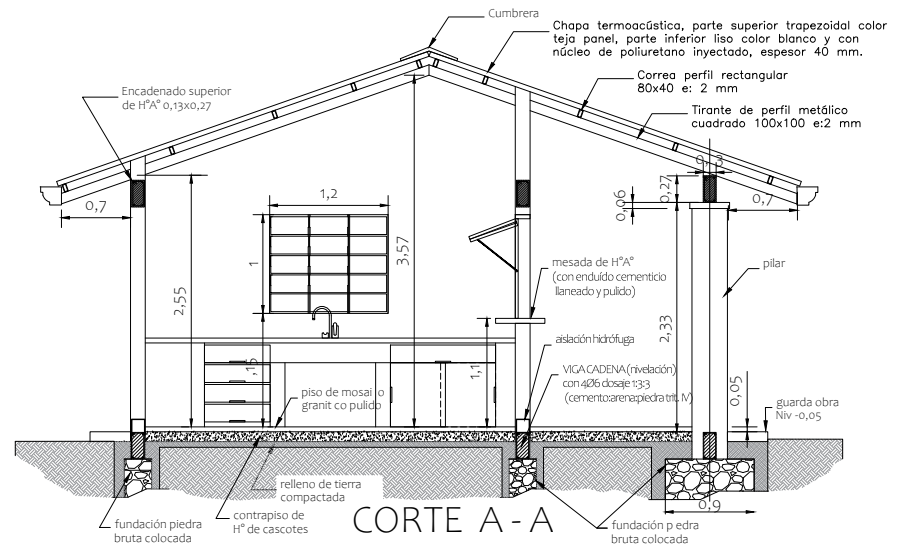 Cumbrera
Chapa termoacústica, parte superior trapezoidal color
teja panel, parte inferior liso color blanco y con
núcleo de poliuretano inyectado, espesor 40 mm.
Correa perfil rectangular
80x40 e: 2 mm
Tirante de perfil metálico
cuadrado 100x100 e:2 mm
Encadenado superior
de H°A° 0,13x0,27
0,7
1,2
1
2,55
3,57
1,1
0,06
0,27
0,7
2,33
0,05
0,9
mesada de H°A°
(con enduído cementicio
llaneado y pulido)
pilar
aislación hidrófuga
VIGA CADENA (nivelación)
con 4Ø6 dosaje 1:3:3
(cemento:arena:piedra trit. IV)
guarda obra
Niv -0,05
piso de mosai o
granit co pulido
relleno de tierra
compactada
contrapiso de
H° de cascotes
fundación piedra
bruta colocada
fundación p edra
bruta colocada
CORTE A - A